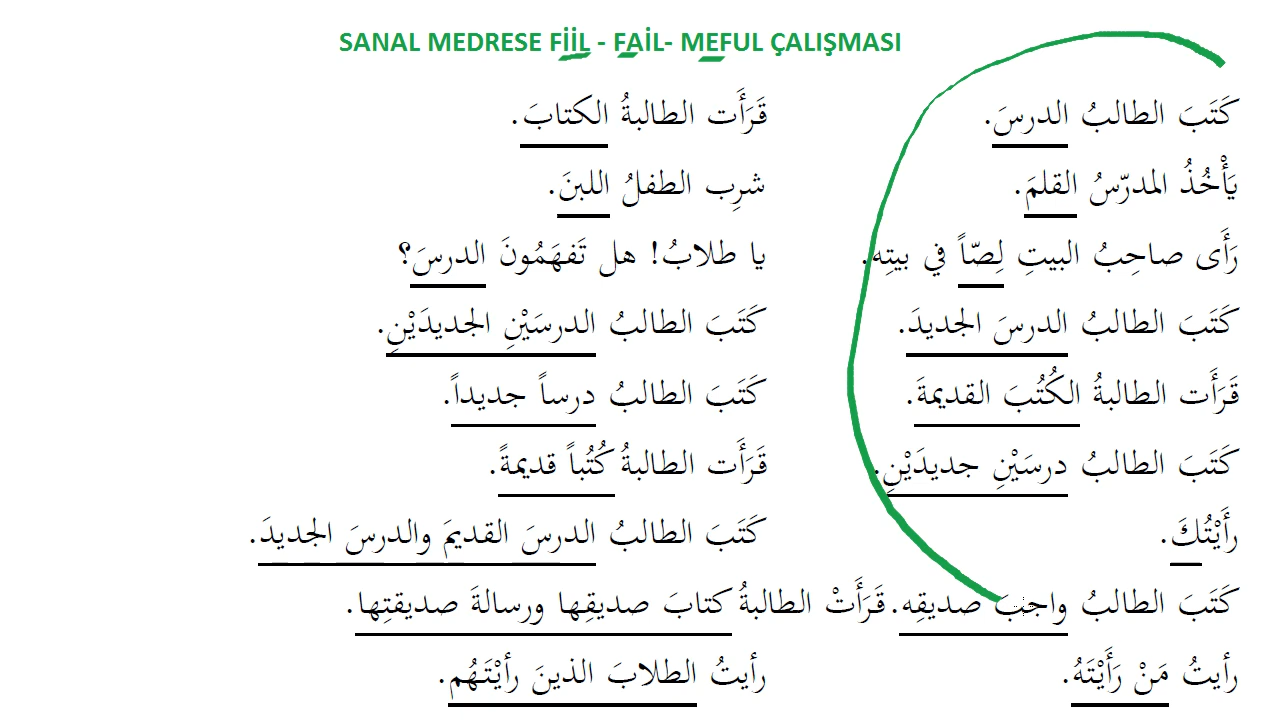 SANAL MEDRESE FİİL - FAİL- MEFUL ÇALIŞMASI
كَتَبَ الطالبُ الدرسَ.
قَرَأَت الطالبةُ الكتابَ.
يَأْخُذُ المدرّسُ القلمَ.
شرِب الطفلُ اللبنَ.
رَأَى صاحِبُ البيتِ لِصّاً في بيتِه.
يا طلابُ! هل تَفهَمُونَ الدرسَ؟
كَتَبَ الطالبُ الدرسَ الجديدَ.
كَتَبَ الطالبُ الدرسَيْنِ الجديدَيْنِ.
قَرَأَت الطالبةُ الكُتُبَ القديمةَ.
كَتَبَ الطالبُ درساً جديداً.
كَتَبَ الطالبُ درسَيْنِ جديدَيْنِ.
قَرَأَت الطالبةُ كُتُباً قديمةً.
رأَيْتُكَ.
كَتَبَ الطالبُ الدرسَ القديمَ والدرسَ الجديدَ.
كَتَبَ الطالبُ واجبَ صديقِه.
قَرَأَتْ الطالبةُ كتابَ صديقِها ورسالةَ صديقتِها.
رأيتُ مَنْ رَأَيْتَهُ.
رأيتُ الطلابَ الذينَ رأيْتَهُم.